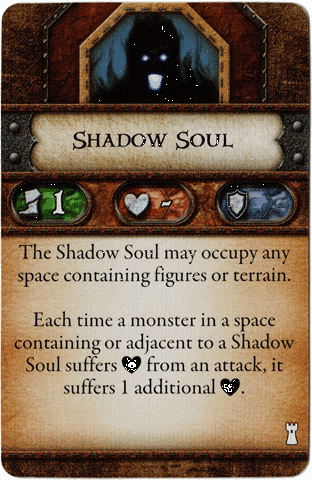 SHADOW SOUL
1 -
The Shadow Soul may occupy any
space containing figures or terrain.
Each time a monster in a space
containing or adjacent to a Shadow
Soul suffers from an attack, it
suffers 1 additional .